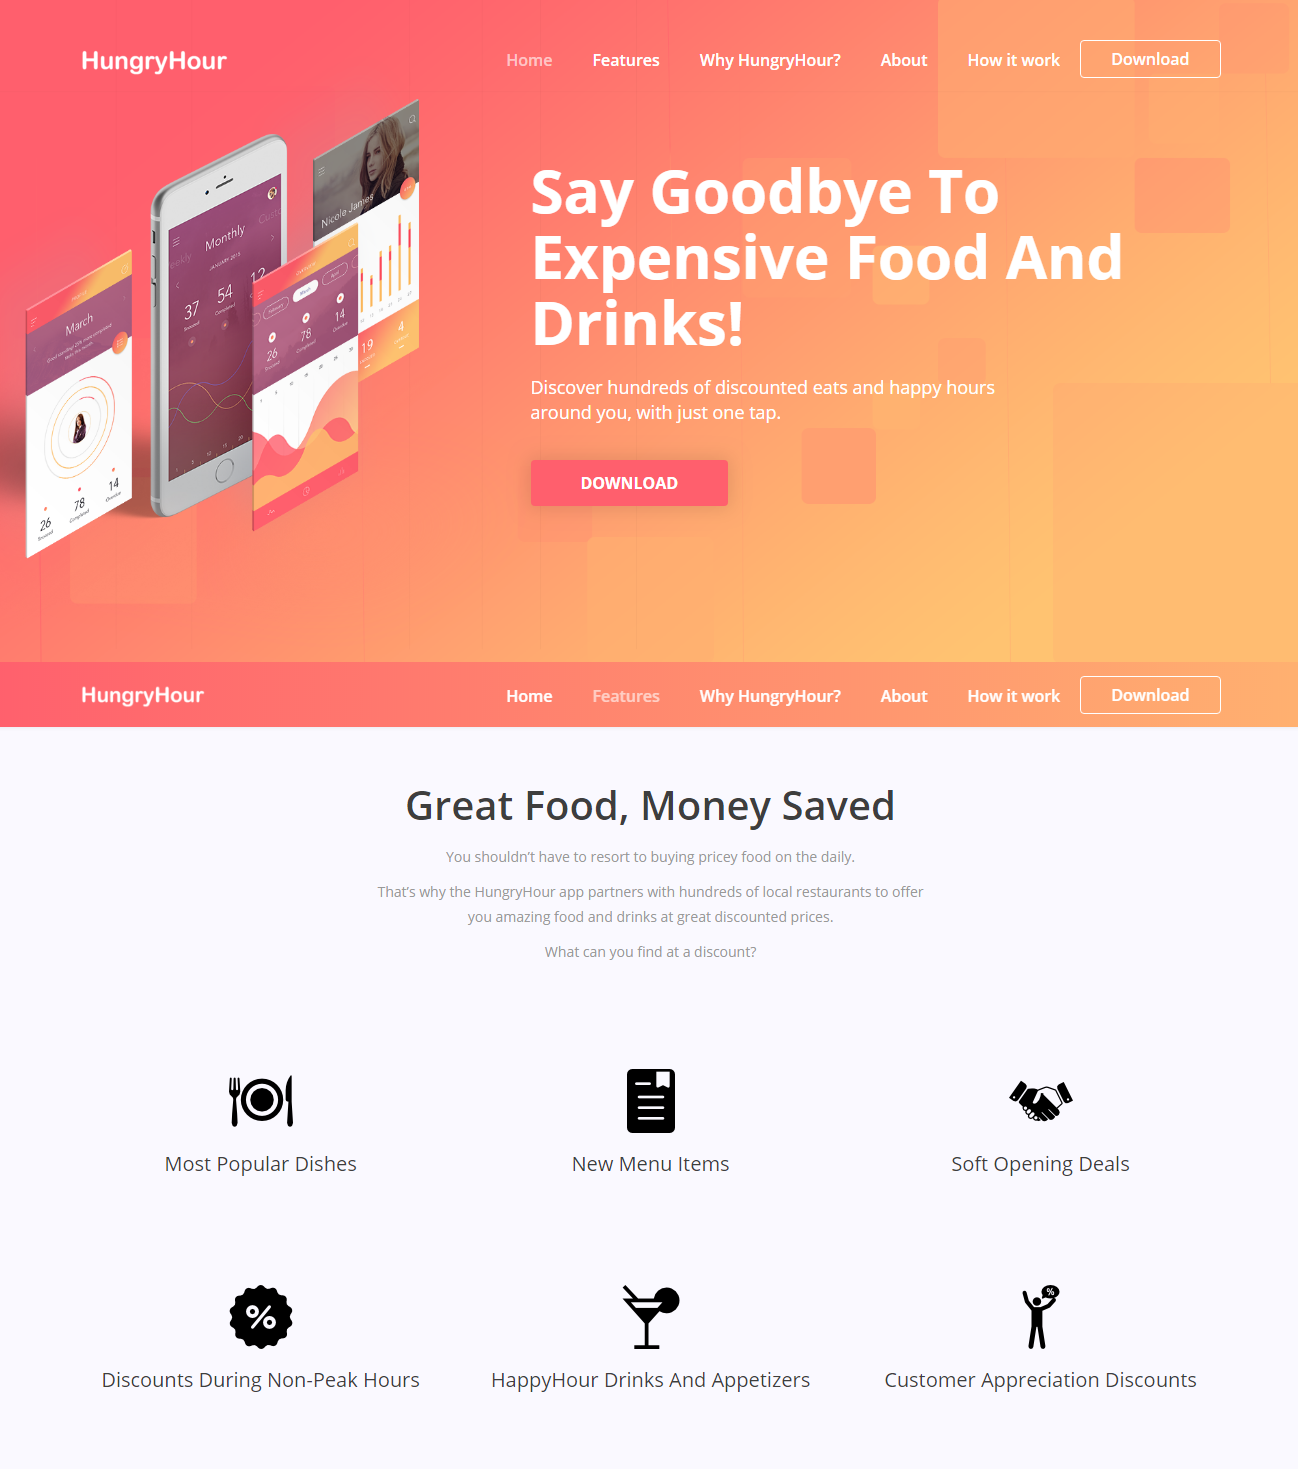 HungryHour
Home Features Why HungryHour? About How it work Download
Nicole James
Monthly
JANUARY 2015
37 54 12
March
March
26 78 14
19 4
26 78 14
Say Goodbye To
Expensive Food And
Drinks!
Discover hundreds of discounted eats and happy hours
around you, with just one tap.
DOWNLOAD
HungryHour
Home Features Why HungryHour? About How it work Download
Great Food, Money Saved
You shouldn’t have to resort to buying pricey food on the daily.
That’s why the HungryHour app partners with hundreds of local restaurants to offer
you amazing food and drinks at great discounted prices.
What can you find at a discount?
Most Popular Dishes
New Menu Items
Soft Opening Deals
%
%
Discounts During Non-Peak Hours
HappyHour Drinks And Appetizers
Customer Appreciation Discounts